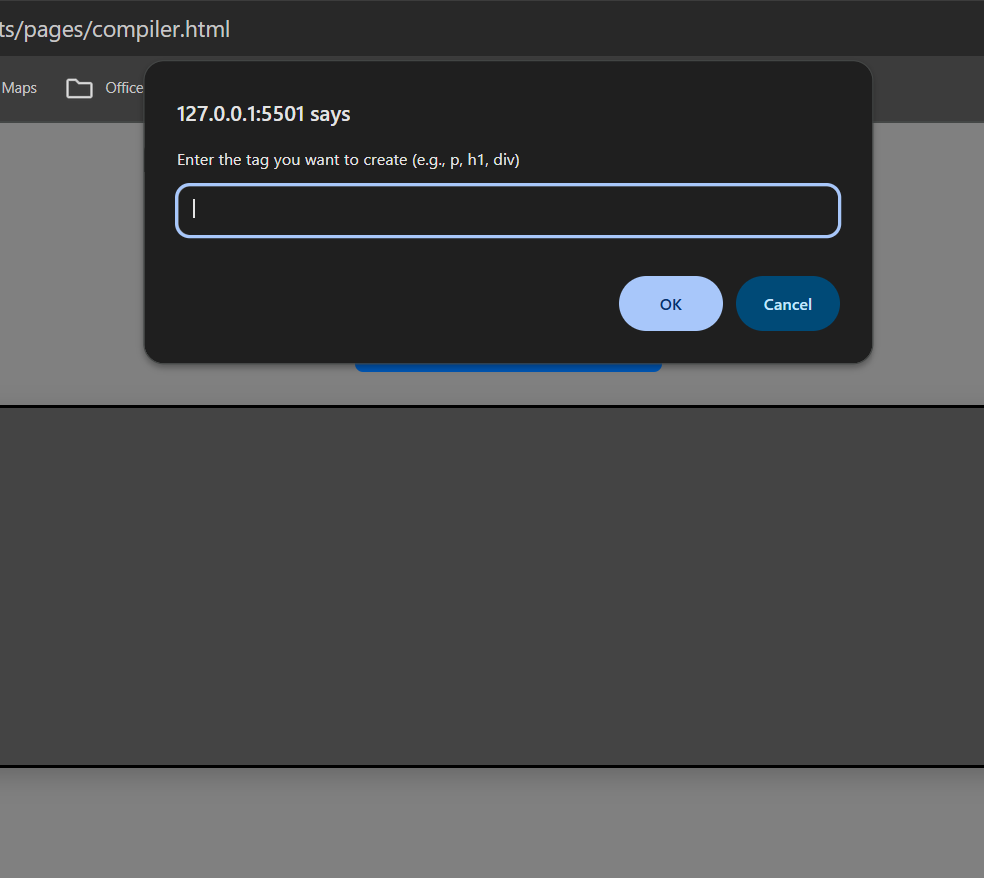 ts/pages/compiler.html
Maps Office
127.0.0.1:5501 says
Enter the tag you want to create (e.g., p, h1, div)
OK Cancel